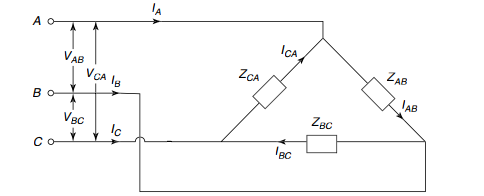 A
I_A
V_AB
V_CA
I_CA
Z_CA
Z_AB
B
I_B
I_AB
V_BC
Z_BC
C
I_C
I_BC